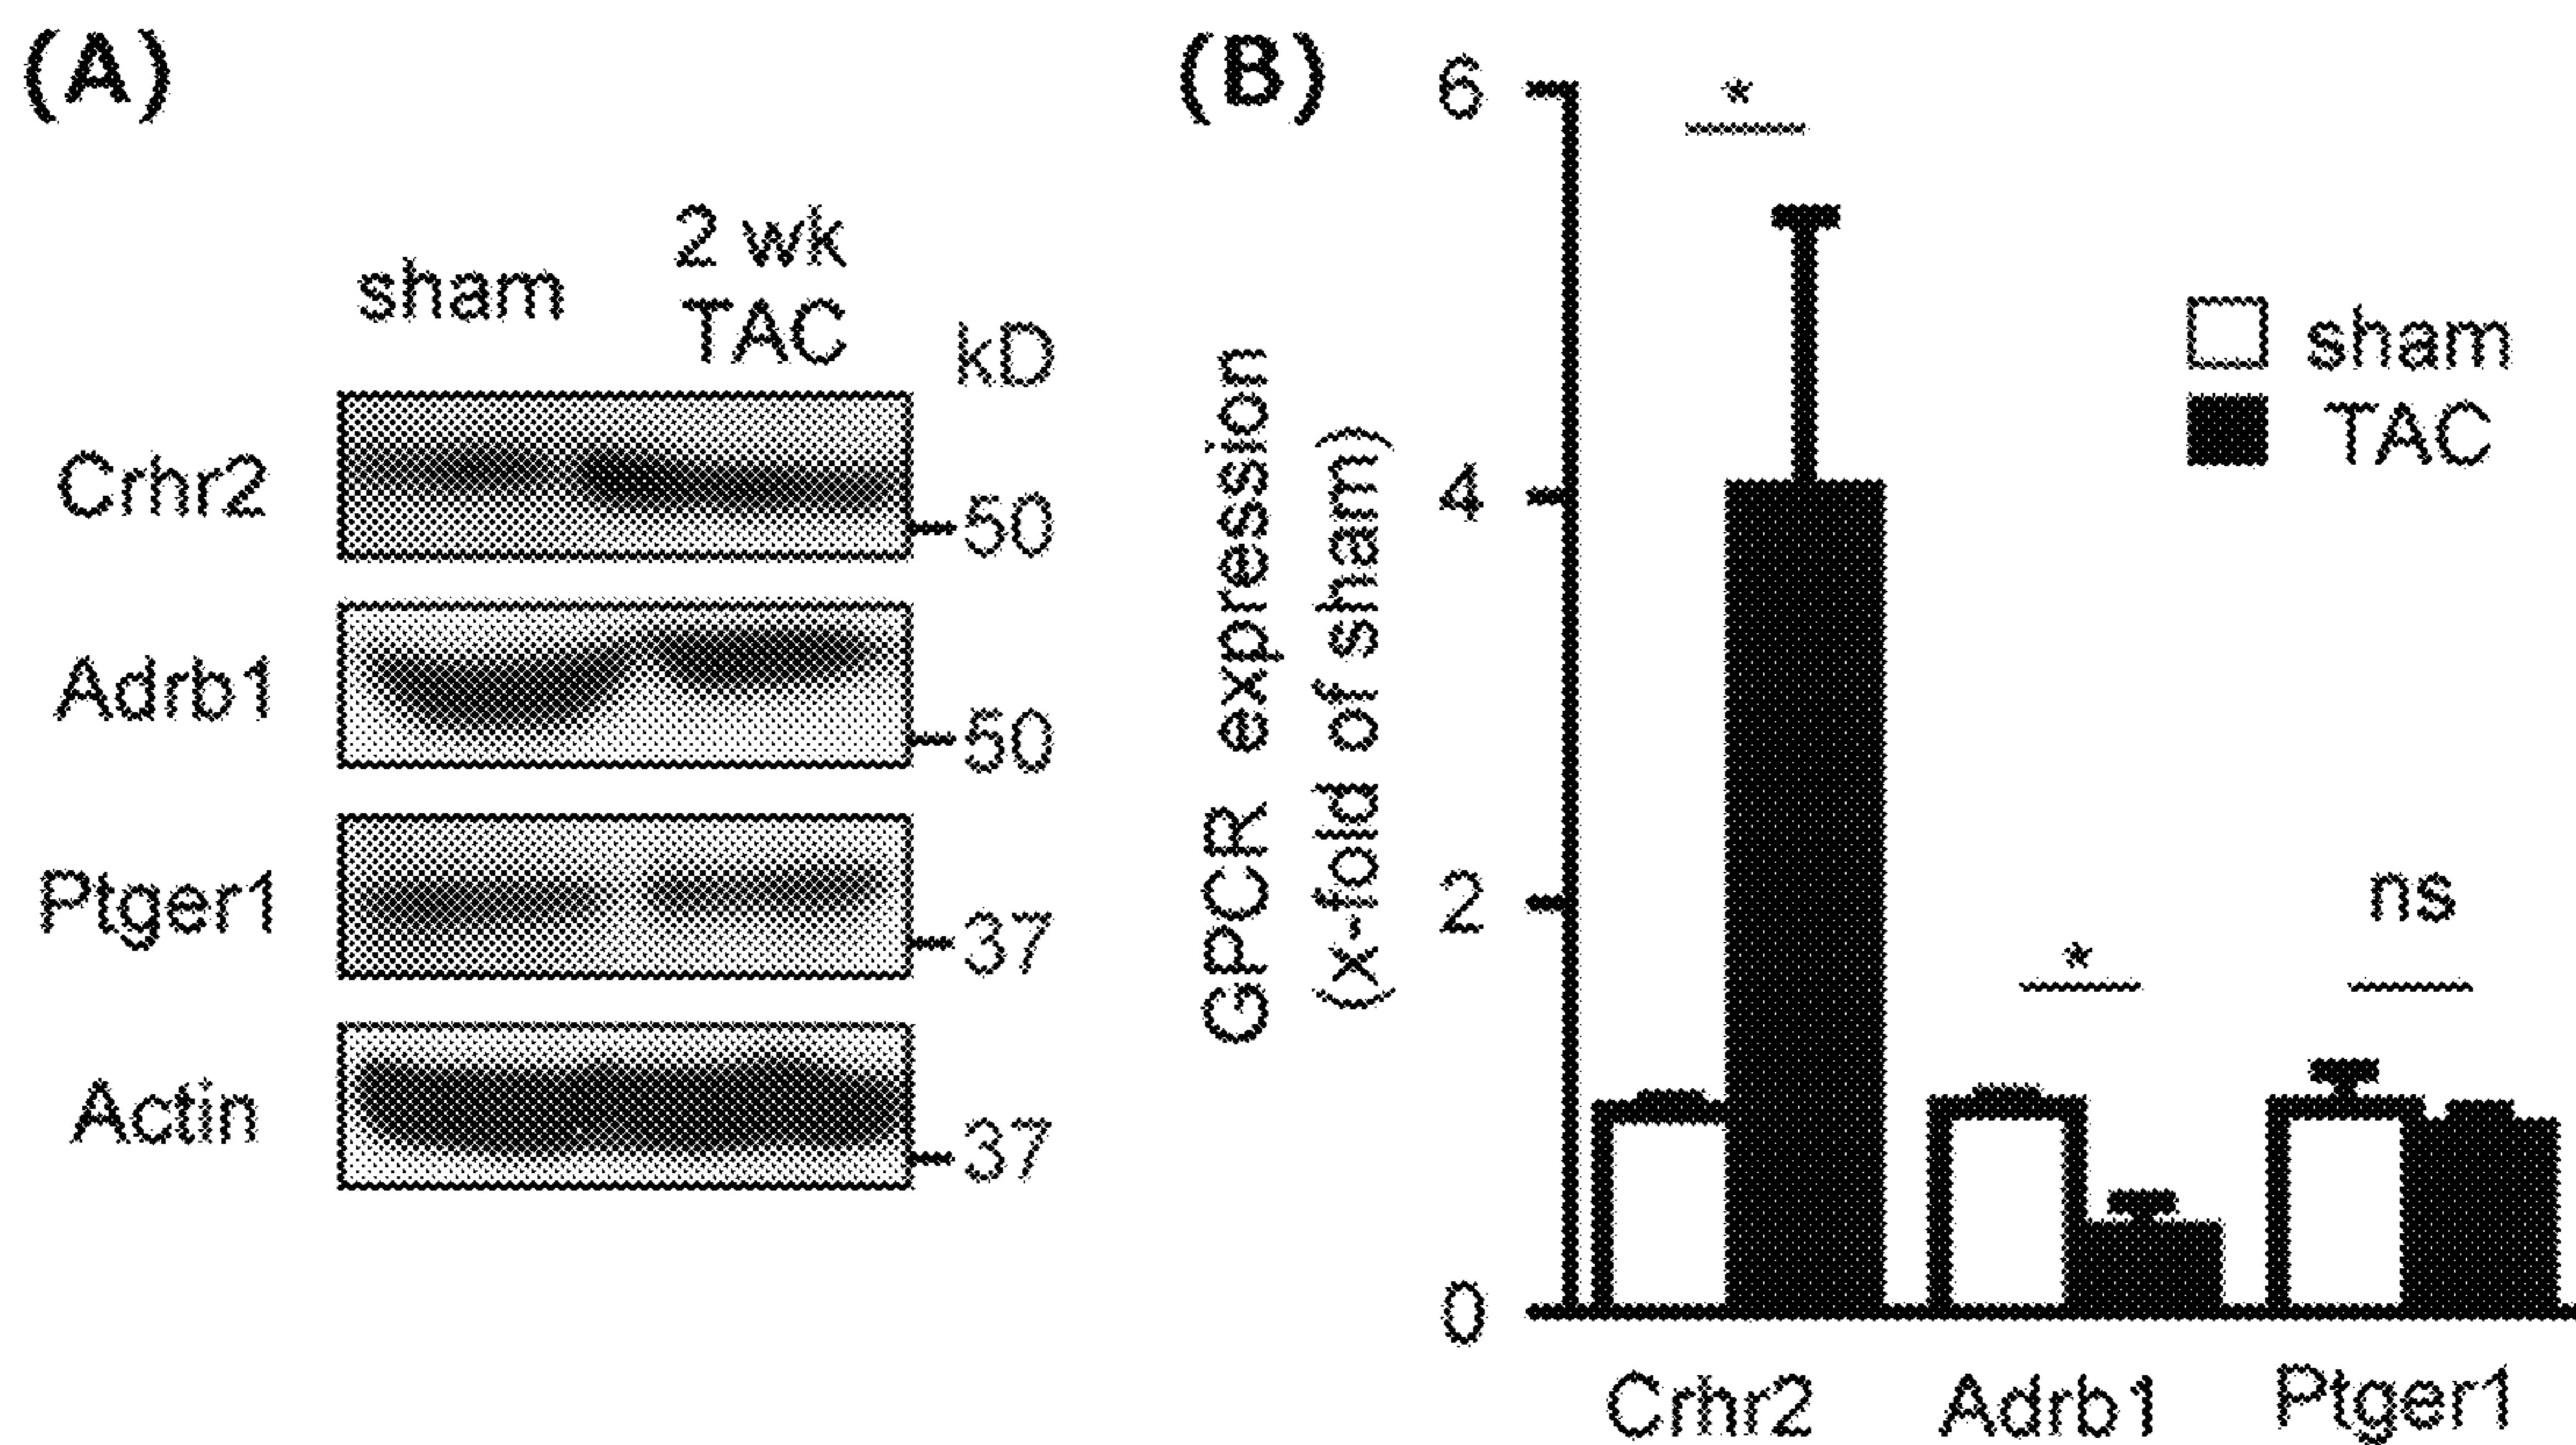 (A)
sham
2 wk
TAC
kD
Crhr2
50
Adrb1
50
Ptger1
37
Actin
37
(B)
GPCR expression
(x-fold of sham)
6
4
2
0
*
*
ns
sham
TAC
Crhr2
Adrb1
Ptger1